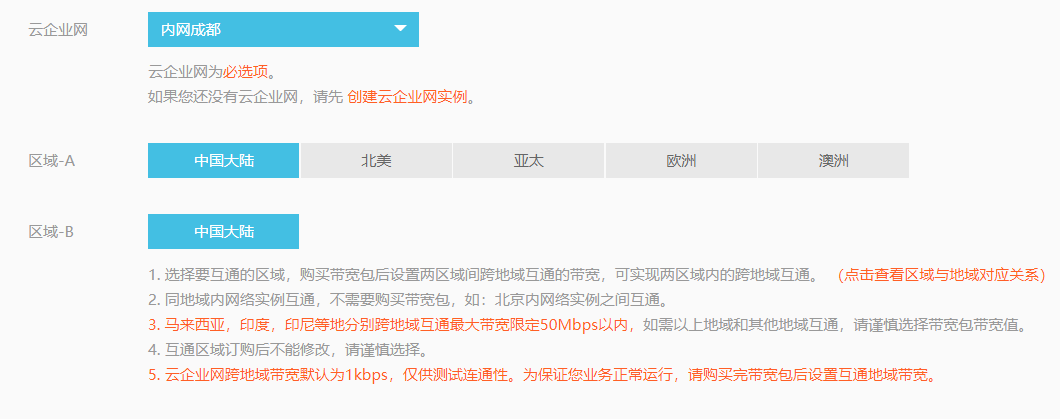 云企业网 内网成都
云企业网为必选项。
如果您还没有云企业网，请先 创建云企业网实例。
区域-A 中国大陆 北美 亚太 欧洲 澳洲
区域-B 中国大陆
1. 选择要互通的区域，购买带宽包后设置两区域间跨地域互通的带宽，可实现两区域内的跨地域互通。 （点击查看区域与地域对应关系）
2. 同地域内网络实例互通，不需要购买带宽包，如：北京内网络实例之间互通。
3. 马来西亚，印度，印尼等地分别跨地域互通最大带宽限定50Mbps以内，如需以上地域和其他地域互通，请谨慎选择带宽包带宽值。
4. 互通区域订购后不能修改，请谨慎选择。
5. 云企业网跨地域带宽默认为1kbps，仅供测试连通性。为保证您业务正常运行，请购买完带宽包后设置互通地域带宽。